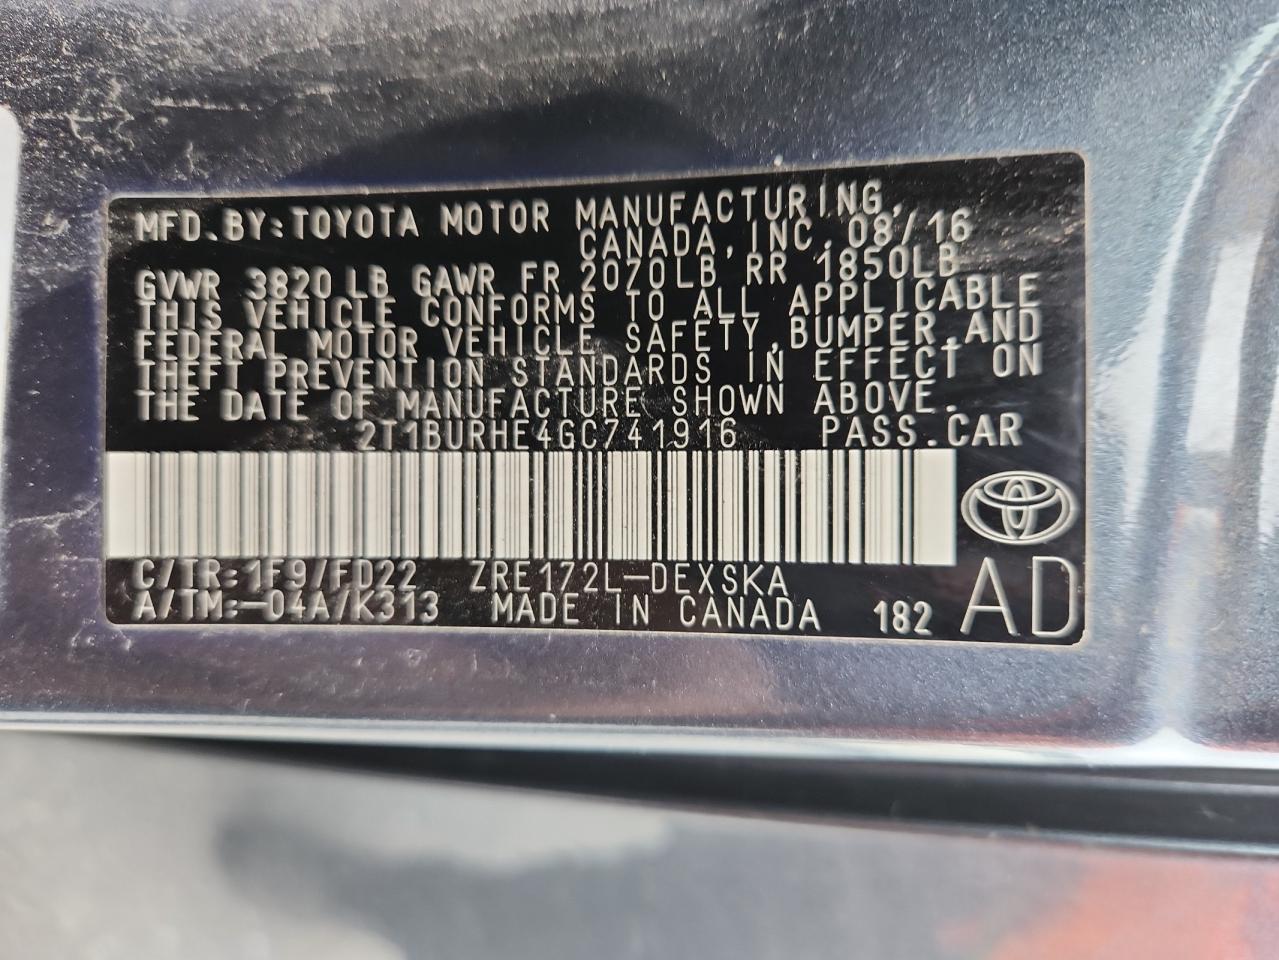 MFD.BY:TOYOTA MOTOR MANUFACTURING,
CANADA,INC. 08/16
GVWR 3820 LB GAWR FR 2070LB RR 1850LB
THIS VEHICLE CONFORMS TO ALL APPLICABLE
FEDERAL MOTOR VEHICLE SAFETY,BUMPER,AND
THEFT PREVENTION STANDARDS IN EFFECT ON
THE DATE OF MANUFACTURE SHOWN ABOVE.
2T1BURHE4GC741916 PASS.CAR
C/TR:1F9/FD22 ZRE172L-DEXSKA
A/TM:-04A/K313 MADE IN CANADA 182 AD